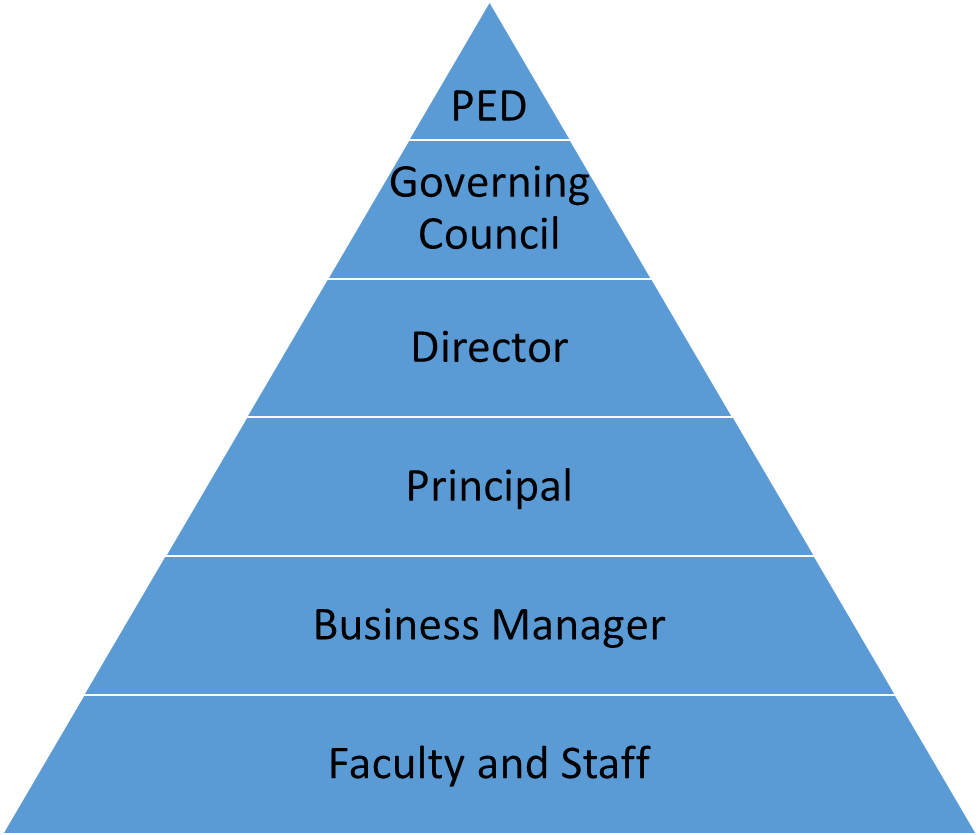 PED
Governing
Council
Director
Principal
Business Manager
Faculty and Staff